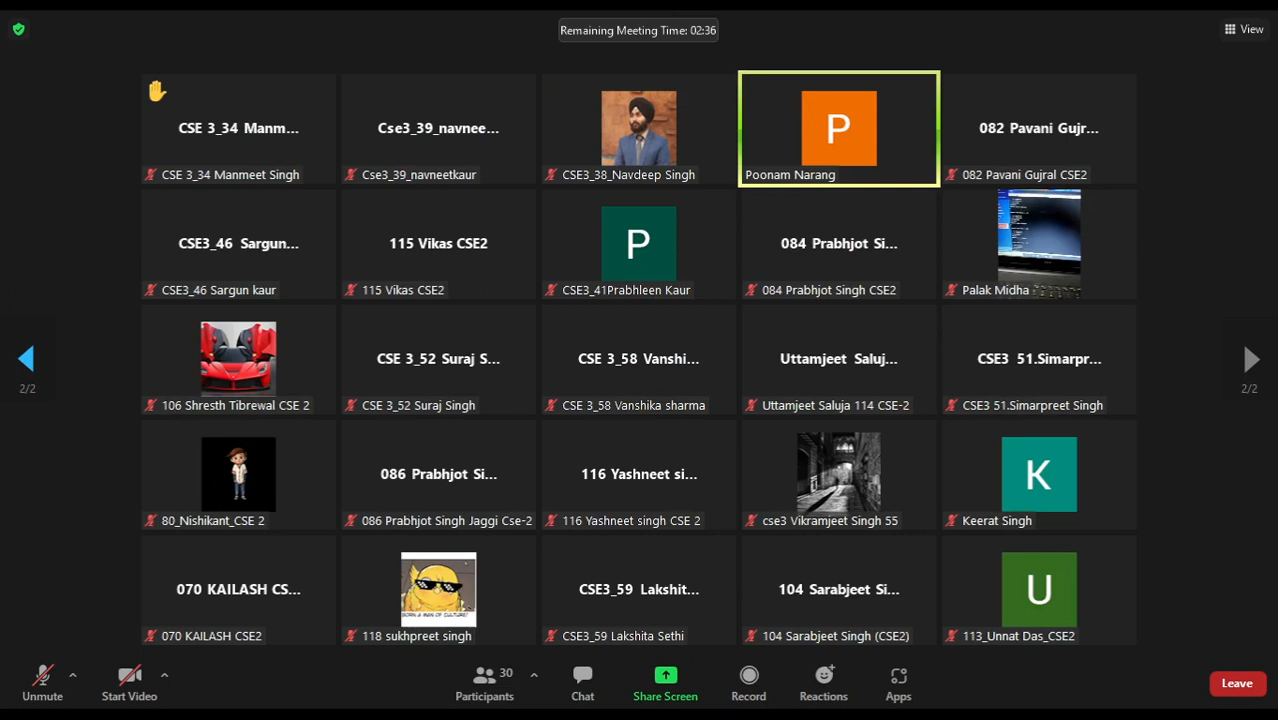 Remaining Meeting Time: 02:36
View
CSE 3_34 Manm...
Cse3_39_navnee...
P
082 Pavani Gujr...
CSE 3_34 Manmeet Singh
Cse3_39_navneetkaur
CSE3_38_Navdeep Singh
Poonam Narang
082 Pavani Gujral CSE2
CSE3_46 Sargun...
115 Vikas CSE2
P
084 Prabhjot Si...
CSE3_46 Sargun kaur
115 Vikas CSE2
CSE3_41Prabhleen Kaur
084 Prabhjot Singh CSE2
Palak Midha
CSE 3_52 Suraj S...
CSE 3_58 Vanshi...
Uttamjeet Saluj...
CSE3 51.Simarpr...
2/2
2/2
106 Shresth Tibrewal CSE 2
CSE 3_52 Suraj Singh
CSE 3_58 Vanshika sharma
Uttamjeet Saluja 114 CSE-2
CSE3 51.Simarpreet Singh
086 Prabhjot Si...
116 Yashneet si...
K
80_Nishikant_CSE 2
086 Prabhjot Singh Jaggi Cse-2
116 Yashneet singh CSE 2
cse3 Vikramjeet Singh 55
Keerat Singh
070 KAILASH CS...
CSE3_59 Lakshit...
104 Sarabjeet Si...
U
BORN A MAN OF CULTURE!
070 KAILASH CSE2
118 sukhpreet singh
CSE3_59 Lakshita Sethi
104 Sarabjeet Singh (CSE2)
113_Unnat Das_CSE2
30
Unmute
Start Video
Participants
Chat
Share Screen
Record
Reactions
Apps
Leave